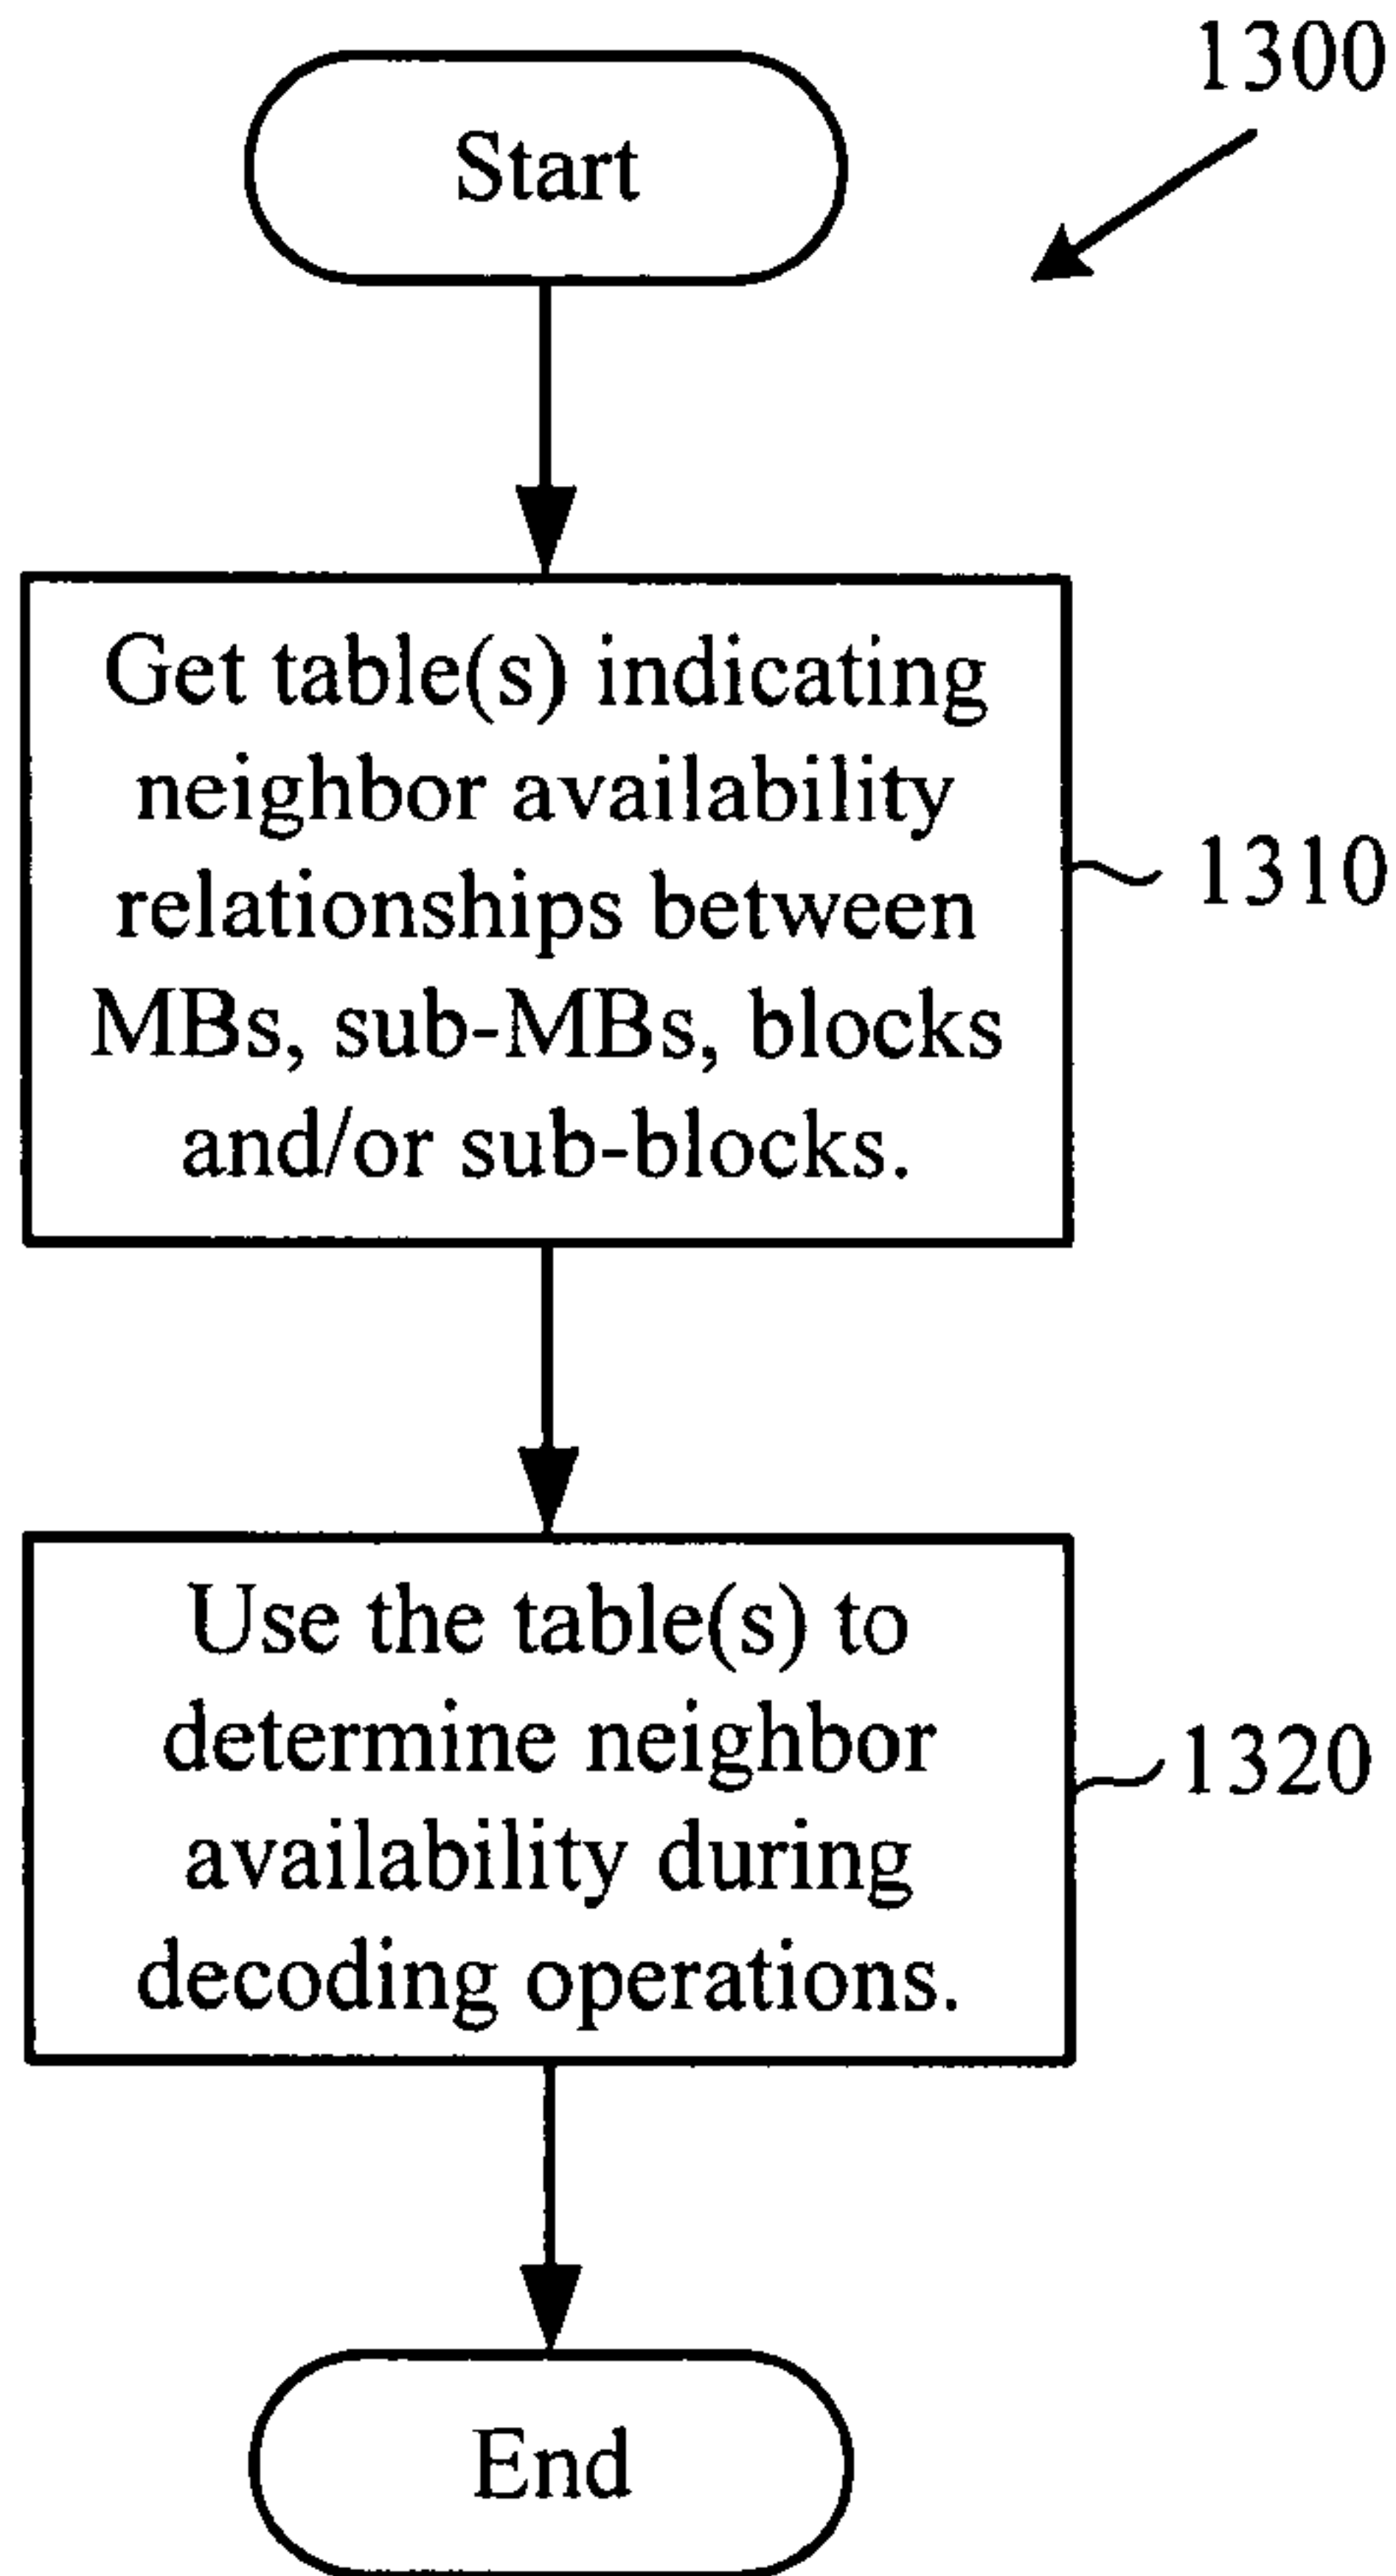 1300
Start
Get table(s) indicating
neighbor availability
relationships between
MBs, sub-MBs, blocks
and/or sub-blocks.
1310
Use the table(s) to
determine neighbor
availability during
decoding operations.
1320
End